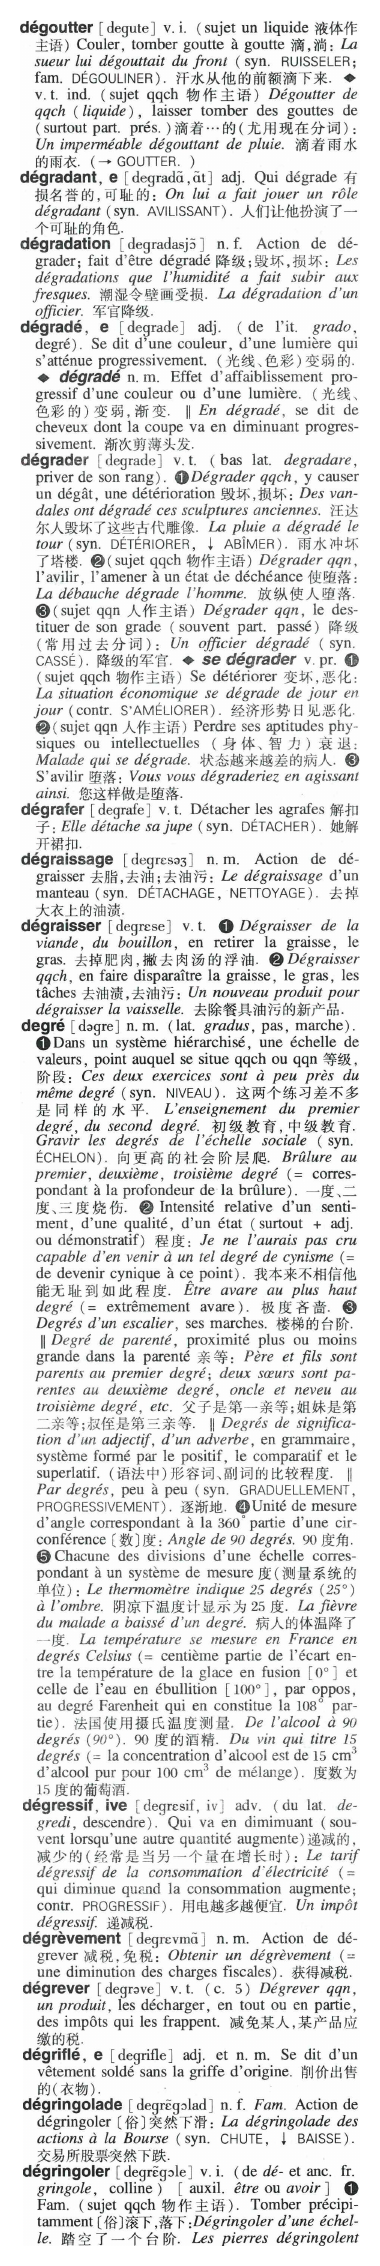 dégoutter [degute] v. i. (sujet un liquide 液体作
主语) Couler, tomber goutte à goutte 滴,淌: La
sueur lui dégouttait du front (syn. RUISSELER;
fam. DÉGOULINER). 汗水从他的前额滴下来. ◆
v. t. ind. (sujet qqch 物作主语) Dégoutter de
qqch (liquide), laisser tomber des gouttes de
(surtout part. prés.)滴着…的(尤用现在分词):
Un imperméable dégouttant de pluie. 滴着雨水
的雨衣. (→ GOUTTER. )
dégradant, e [degradɑ̃, ɑ̃t] adj. Qui dégrade 有
损名誉的,可耻的: On lui a fait jouer un rôle
dégradant (syn. AVILISSANT). 人们让他扮演了一
个可耻的角色.
dégradation [degradasjɔ̃] n. f. Action de dé-
grader; fait d'être dégradé 降级;毁坏,损坏: Les
dégradations que l'humidité a fait subir aux
fresques. 潮湿令壁画受损. La dégradation d'un
officier. 军官降级.
dégradé, e [degrade] adj. (de l'it. grado,
degré). Se dit d'une couleur, d'une lumière qui
s'atténue progressivement. (光线、色彩)变弱的.
◆ dégradé n. m. Effet d'affaiblissement pro-
gressif d'une couleur ou d'une lumière. (光线、
色彩的)变弱,渐变. ‖ En dégradé, se dit de
cheveux dont la coupe va en diminuant progres-
sivement. 渐次剪薄头发.
dégrader [degrade] v. t. (bas lat. degradare,
priver de son rang). ❶Dégrader qqch, y causer
un dégât, une détérioration 毁坏,损坏: Des van-
dales ont dégradé ces sculptures anciennes. 汪达
尔人毁坏了这些古代雕像. La pluie a dégradé le
tour (syn. DÉTÉRIORER, ↓ ABÎMER). 雨水冲坏
了塔楼. ❷(sujet qqch 物作主语) Dégrader qqn,
l'avilir, l'amener à un état de déchéance 使堕落:
La débauche dégrade l'homme. 放纵使人堕落.
❸(sujet qqn 人作主语) Dégrader qqn, le des-
tituer de son grade (souvent part. passé) 降级
(常用过去分词): Un officier dégradé (syn.
CASSÉ). 降级的军官. ◆ se dégrader v. pr. ❶
(sujet qqch 物作主语) Se détériorer 变坏,恶化:
La situation économique se dégrade de jour en
jour (contr. S'AMÉLIORER). 经济形势日见恶化.
❷(sujet qqn 人作主语) Perdre ses aptitudes phy-
siques ou intellectuelles (身体、智力)衰退:
Malade qui se dégrade. 状态越来越差的病人. ❸
S'avilir 堕落: Vous vous dégraderiez en agissant
ainsi. 您这样做是堕落.
dégrafer [degrafe] v. t. Détacher les agrafes 解扣
子: Elle détache sa jupe (syn. DÉTACHER). 她解
开裙扣.
dégraissage [degrɛsaʒ] n. m. Action de dé-
graisser 去脂,去油;去油污: Le dégraissage d'un
manteau (syn. DÉTACHAGE, NETTOYAGE). 去掉
大衣上的油渍.
dégraisser [degrɛse] v. t. ❶ Dégraisser de la
viande, du bouillon, en retirer la graisse, le
gras. 去掉肥肉,撇去肉汤的浮油. ❷ Dégraisser
qqch, en faire disparaître la graisse, le gras, les
tâches 去油渍,去油污: Un nouveau produit pour
dégraisser la vaisselle. 去除餐具油污的新产品.
degré [dəgre] n. m. (lat. gradus, pas, marche).
❶Dans un système hiérarchisé, une échelle de
valeurs, point auquel se situe qqch ou qqn 等级,
阶段: Ces deux exercices sont à peu près du
même degré (syn. NIVEAU). 这两个练习差不多
是同样的水平. L'enseignement du premier
degré, du second degré. 初级教育,中级教育.
Gravir les degrés de l'échelle sociale (syn.
ÉCHELON). 向更高的社会阶层爬. Brûlure au
premier, deuxième, troisième degré (= corres-
pondant à la profondeur de la brûlure). 一度、二
度、三度烧伤. ❷ Intensité relative d'un senti-
ment, d'une qualité, d'un état (surtout + adj.
ou démonstratif) 程度: Je ne l'aurais pas cru
capable d'en venir à un tel degré de cynisme (=
de devenir cynique à ce point). 我本来不相信他
能无耻到如此程度. Être avare au plus haut
degré (= extrêmement avare). 极度吝啬. ❸
Degrés d'un escalier, ses marches. 楼梯的台阶.
‖ Degré de parenté, proximité plus ou moins
grande dans la parenté 亲等: Père et fils sont
parents au premier degré; deux sœurs sont pa-
rentes au deuxième degré, oncle et neveu au
troisième degré, etc. 父子是第一亲等;姐妹是第
二亲等;叔侄是第三亲等. ‖ Degrés de significa-
tion d'un adjectif, d'un adverbe, en grammaire,
système formé par le positif, le comparatif et le
superlatif. (语法中)形容词、副词的比较程度. ‖
Par degrés, peu à peu (syn. GRADUELLEMENT,
PROGRESSIVEMENT). 逐渐地. ❹Unité de mesure
d'angle correspondant à la 360° partie d'une cir-
conférence [数]度: Angle de 90 degrés. 90 度角.
❺Chacune des divisions d'une échelle corres-
pondant à un système de mesure 度(测量系统的
单位): Le thermomètre indique 25 degrés (25°)
à l'ombre. 阴凉下温度计显示为 25 度. La fièvre
du malade a baissé d'un degré. 病人的体温降了
一度. La température se mesure en France en
degrés Celsius (= centième partie de l'écart en-
tre la température de la glace en fusion [0°] et
celle de l'eau en ébullition [100°], par oppos,
au degré Farenheit qui en constitue la 108° par-
tie). 法国使用摄氏温度测量. De l'alcool à 90
degrés (90°). 90 度的酒精. Du vin qui titre 15
degrés (= la concentration d'alcool est de 15 cm³
d'alcool pur pour 100 cm³ de mélange). 度数为
15 度的葡萄酒.
dégressif, ive [degresif, iv] adv. (du lat. de-
gredi, descendre). Qui va en dimimuant (sou-
vent lorsqu'une autre quantité augmente)递减的,
减少的(经常是当另一个量在增长时): Le tarif
dégressif de la consommation d'électricité (=
qui diminue quand la consommation augmente;
contr. PROGRESSIF). 用电越多越便宜. Un impôt
dégressif. 递减税.
dégrèvement [degrɛvmɑ̃] n. m. Action de dé-
grever 减税,免税: Obtenir un dégrèvement (=
une diminution des charges fiscales). 获得减税.
dégrever [degrəve] v. t. (c. 5) Dégrever qqn,
un produit, les décharger, en tout ou en partie,
des impôts qui les frappent. 减免某人,某产品应
缴的税.
dégriffé, e [degrifle] adj. et n. m. Se dit d'un
vêtement soldé sans la griffe d'origine. 削价出售
的(衣物).
dégringolade [degrɛ̃gɔlad] n. f. Fam. Action de
dégringoler [俗]突然下滑: La dégringolade des
actions à la Bourse (syn. CHUTE, ↓ BAISSE).
交易所股票突然下跌.
dégringoler [degrɛ̃gɔle] v. i. (de dé- et anc. fr.
gringole, colline) [auxil. être ou avoir] ❶
Fam. (sujet qqch 物作主语). Tomber précipi-
tamment [俗]滚下,落下:Dégringoler d'une échel-
le. 踏空了一个台阶. Les pierres dégringolent